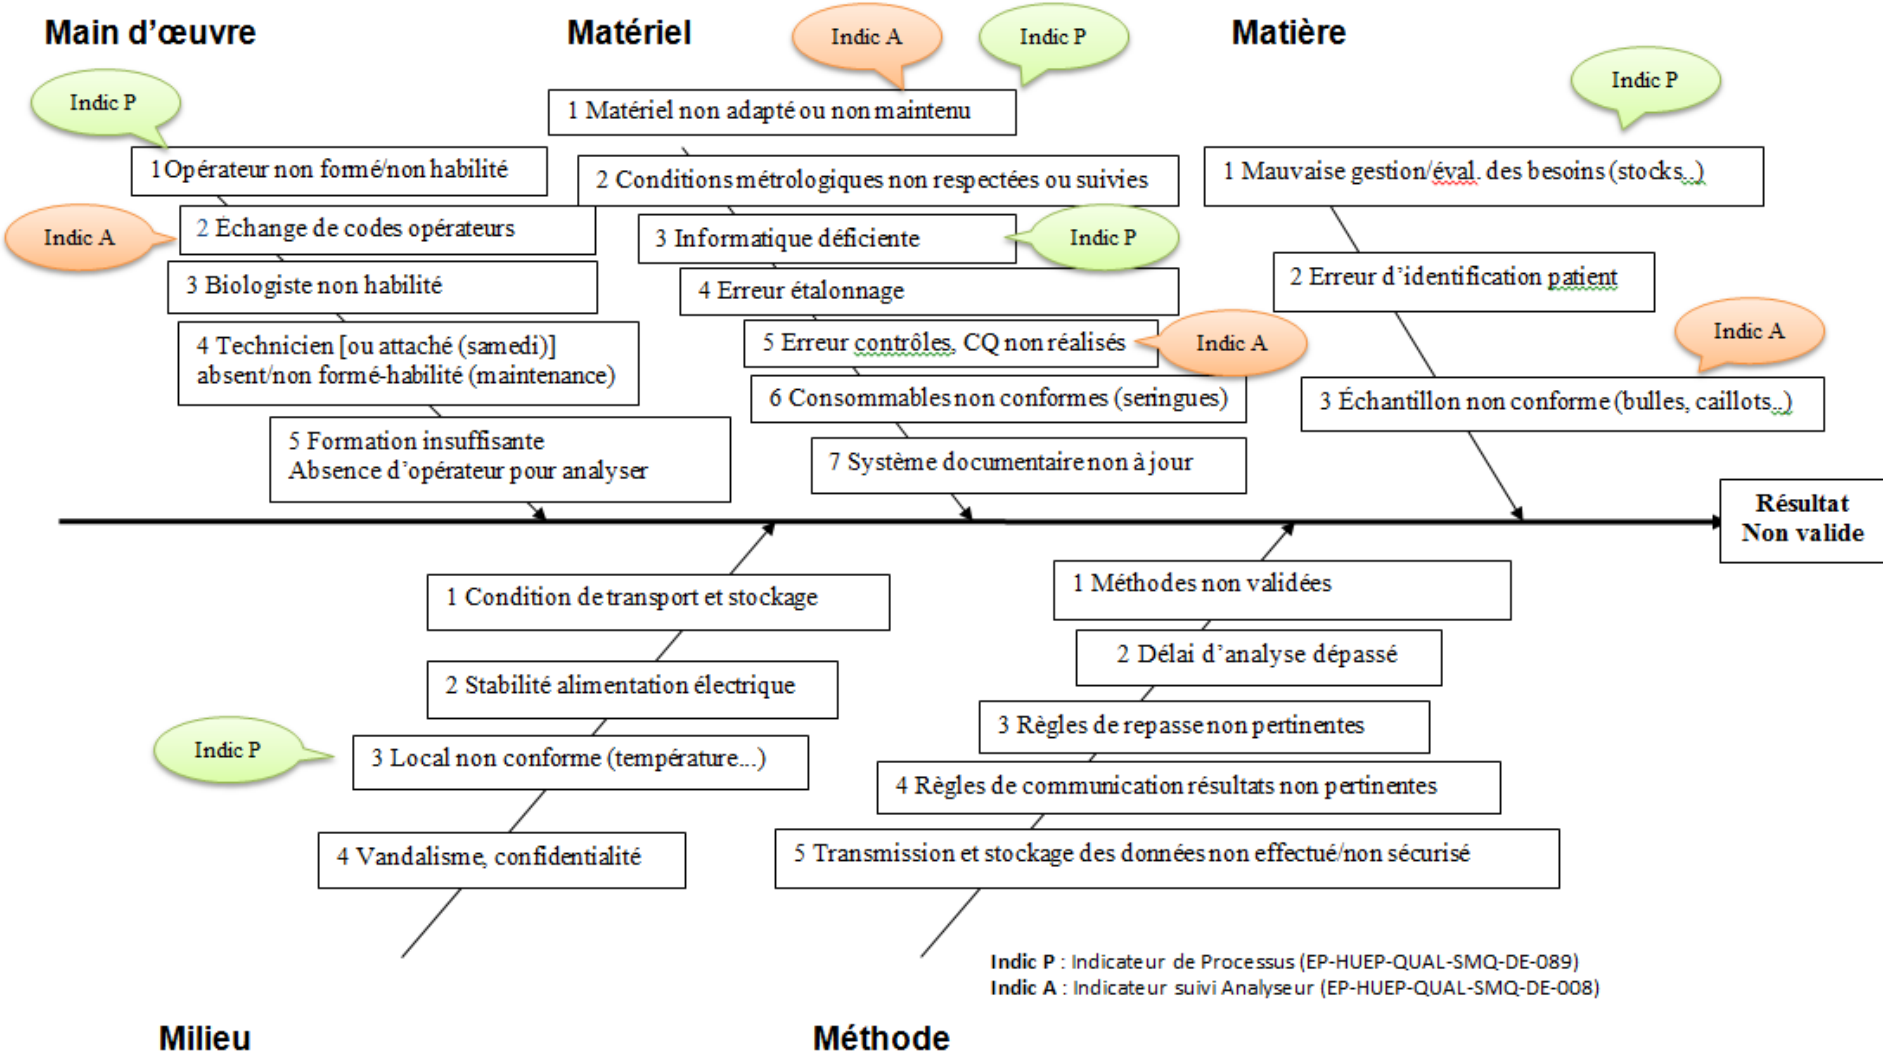 Main d’œuvre
Indic P
1Opérateur non formé/non habilité
Indic A
2 Échange de codes opérateurs
3 Biologiste non habilité
4 Technicien [ou attaché (samedi)]
absent/non formé-habilité (maintenance)
5 Formation insuffisante
Absence d’opérateur pour analyser
Matériel
Indic A
Indic P
1 Matériel non adapté ou non maintenu
2 Conditions métrologiques non respectées ou suivies
3 Informatique déficiente
Indic P
4 Erreur étalonnage
5 Erreur contrôles, CQ non réalisés
Indic A
6 Consommables non conformes (seringues)
7 Système documentaire non à jour
Matière
Indic P
1 Mauvaise gestion/éval. des besoins (stocks..)
2 Erreur d’identification patient
Indic A
3 Échantillon non conforme (bulles, caillots..)
Résultat
Non valide
1 Condition de transport et stockage
2 Stabilité alimentation électrique
Indic P
3 Local non conforme (température...)
4 Vandalisme, confidentialité
Milieu
1 Méthodes non validées
2 Délai d’analyse dépassé
3 Règles de repasse non pertinentes
4 Règles de communication résultats non pertinentes
5 Transmission et stockage des données non effectué/non sécurisé
Indic P : Indicateur de Processus (EP-HUEP-QUAL-SMQ-DE-089)
Indic A : Indicateur suivi Analyseur (EP-HUEP-QUAL-SMQ-DE-008)
Méthode